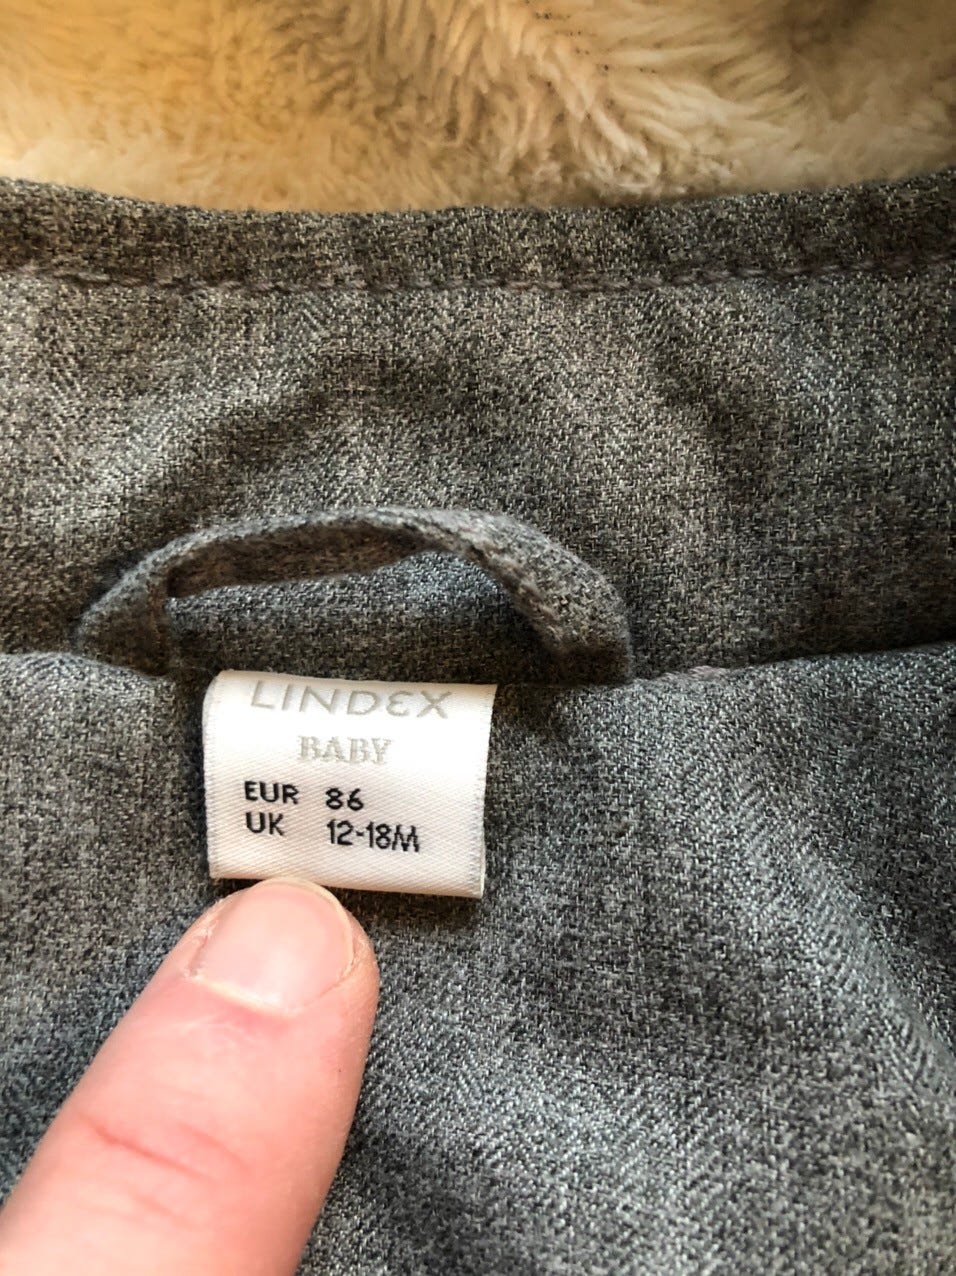 LINDEX
BABY
EUR 86
UK 12-18M